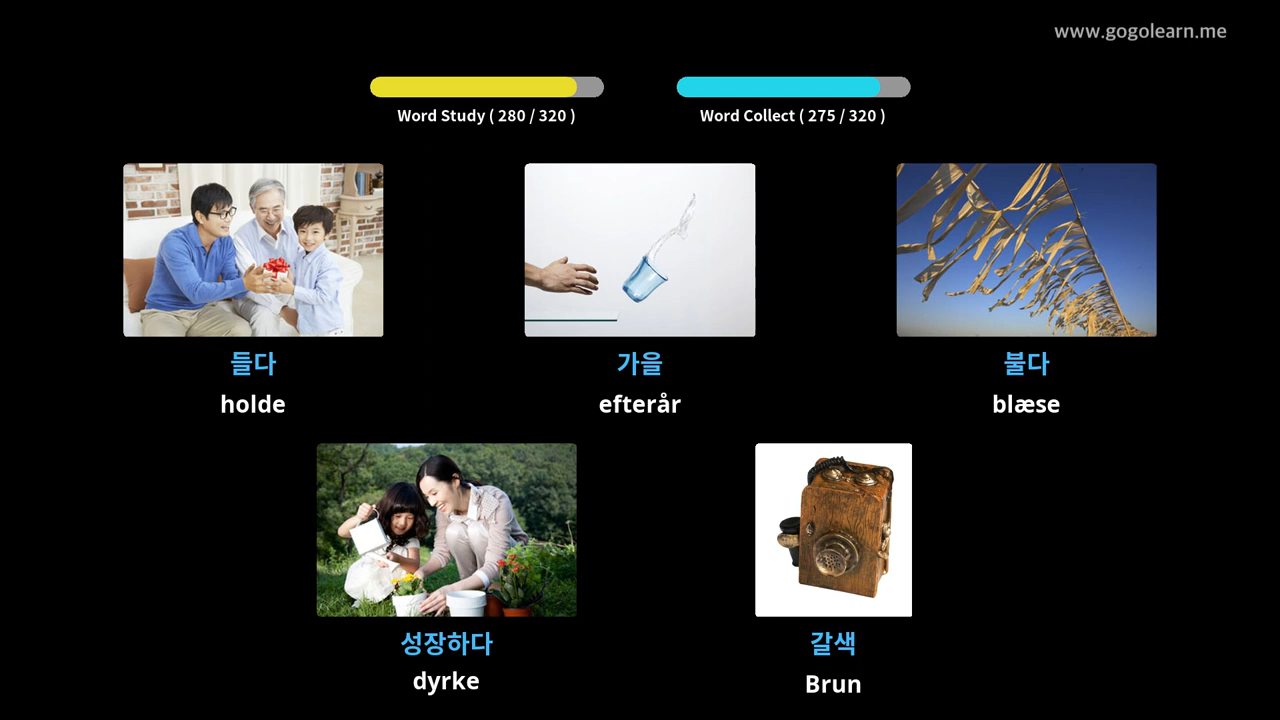 www.gogolearn.me
Word Study ( 280 / 320 )
Word Collect ( 275 / 320 )
들다
holde
가을
efterår
불다
blæse
성장하다
dyrke
갈색
Brun